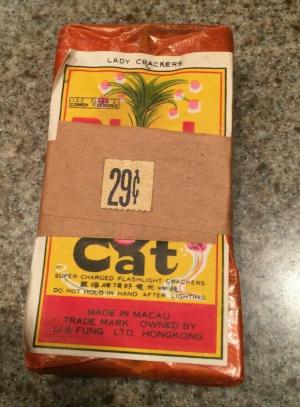 LADY CRACKERS
ICC CLASS C
COMMON FIREWORKS
29¢
Cat
SUPER CHARGED FLASHLIGHT CRACKERS
DO NOT HOLD IN HAND AFTER LIGHTING
MADE IN MACAU
TRADE MARK OWNED BY
LI & FUNG LTD. HONGKONG